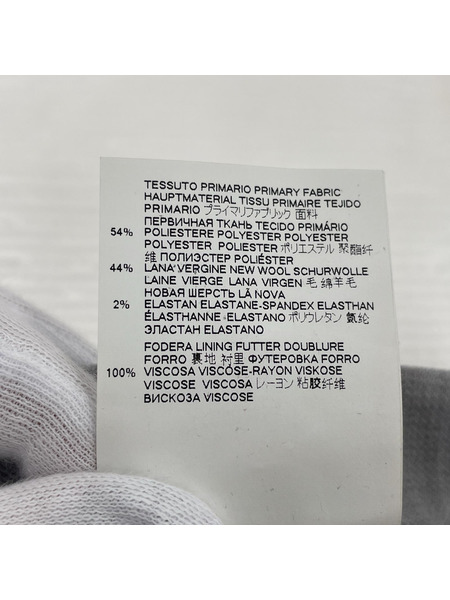 TESSUTO PRIMARIO PRIMARY FABRIC
HAUPTMATERIAL TISSU PRIMAIRE TEJIDO
PRIMARIO プライマリファブリック 面料
ПЕРВИЧНАЯ ТКАНЬ TECIDO PRIMÁRIO
54% POLIESTERE POLYESTER POLYESTER
POLYESTER POLIESTER ポリエステル 聚酯纤
维 ПОЛИЭСТЕР POLIÉSTER
44% LANA VERGINE NEW WOOL SCHURWOLLE
LAINE VIERGE LANA VIRGEN 毛 绵羊毛
НОВАЯ ШЕРСТЬ LÃ NOVA
2% ELASTAN ELASTANE-SPANDEX ELASTHAN
ÉLASTHANNE-ELASTANO ポリウレタン 氨纶
ЭЛАСТАН ELASTANO
FODERA LINING FUTTER DOUBLURE
FORRO 裏地 衬里 ФУТЕРОВКА FORRO
100% VISCOSA VISCOSE-RAYON VISKOSE
VISCOSE VISCOSA レーヨン 粘胶纤维
ВИСКОЗА VISCOSE